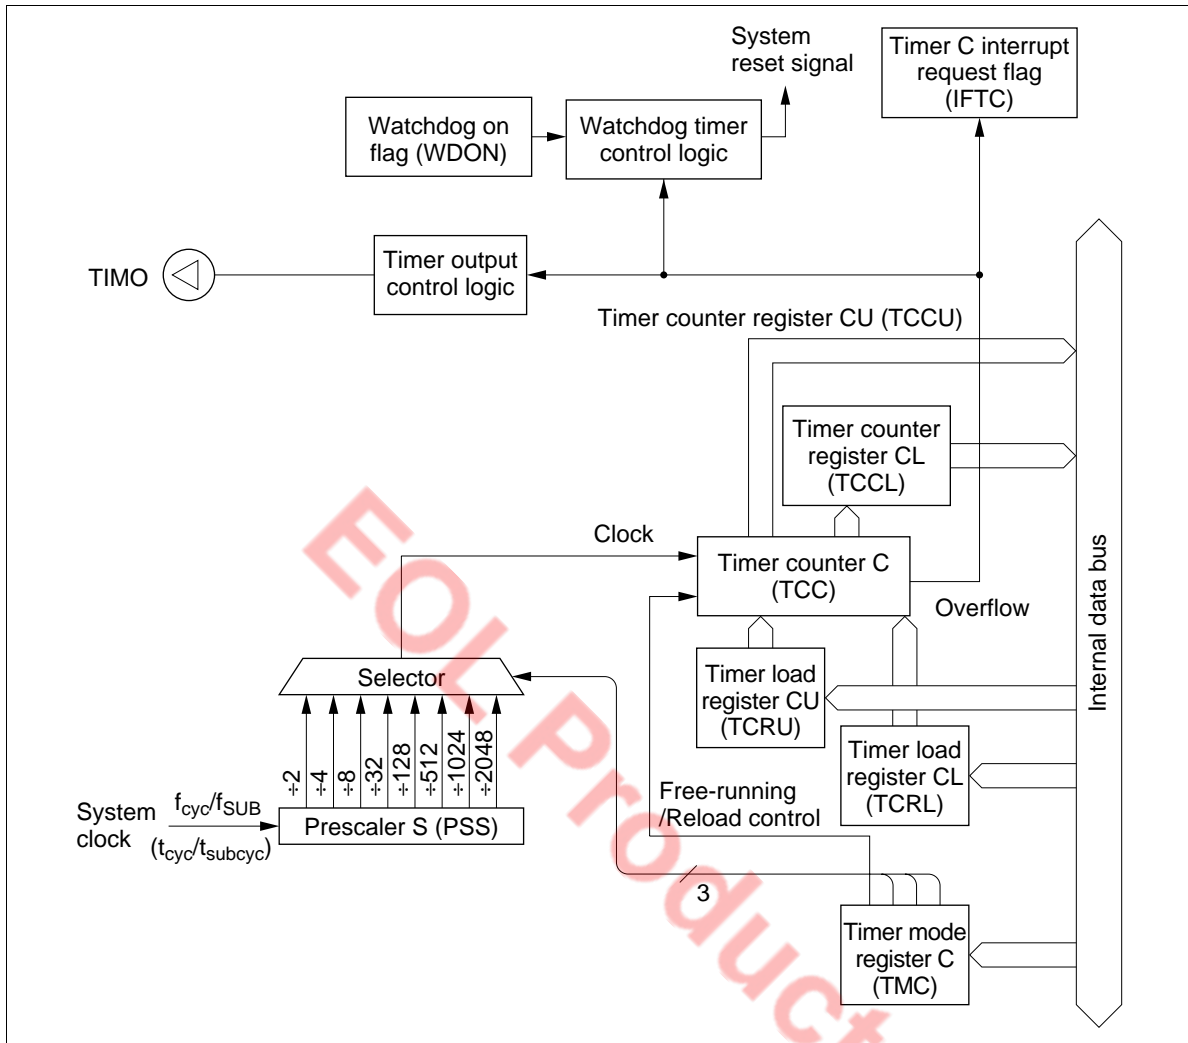 System
reset signal
Timer C interrupt
request flag
(IFTC)
Watchdog on
flag (WDON)
Watchdog timer
control logic
TIMO
Timer output
control logic
Timer counter register CU (TCCU)
Timer counter
register CL
(TCCL)
Clock
Timer counter C
(TCC)
Overflow
Internal data bus
Selector
Timer load
register CU
(TCRU)
÷2
÷4
÷8
÷32
÷128
÷512
÷1024
÷2048
Timer load
register CL
(TCRL)
System
clock
fcyc/fSUB
(tcyc/tsubcyc)
Prescaler S (PSS)
Free-running
/Reload control
3
Timer mode
register C
(TMC)
EOL Product